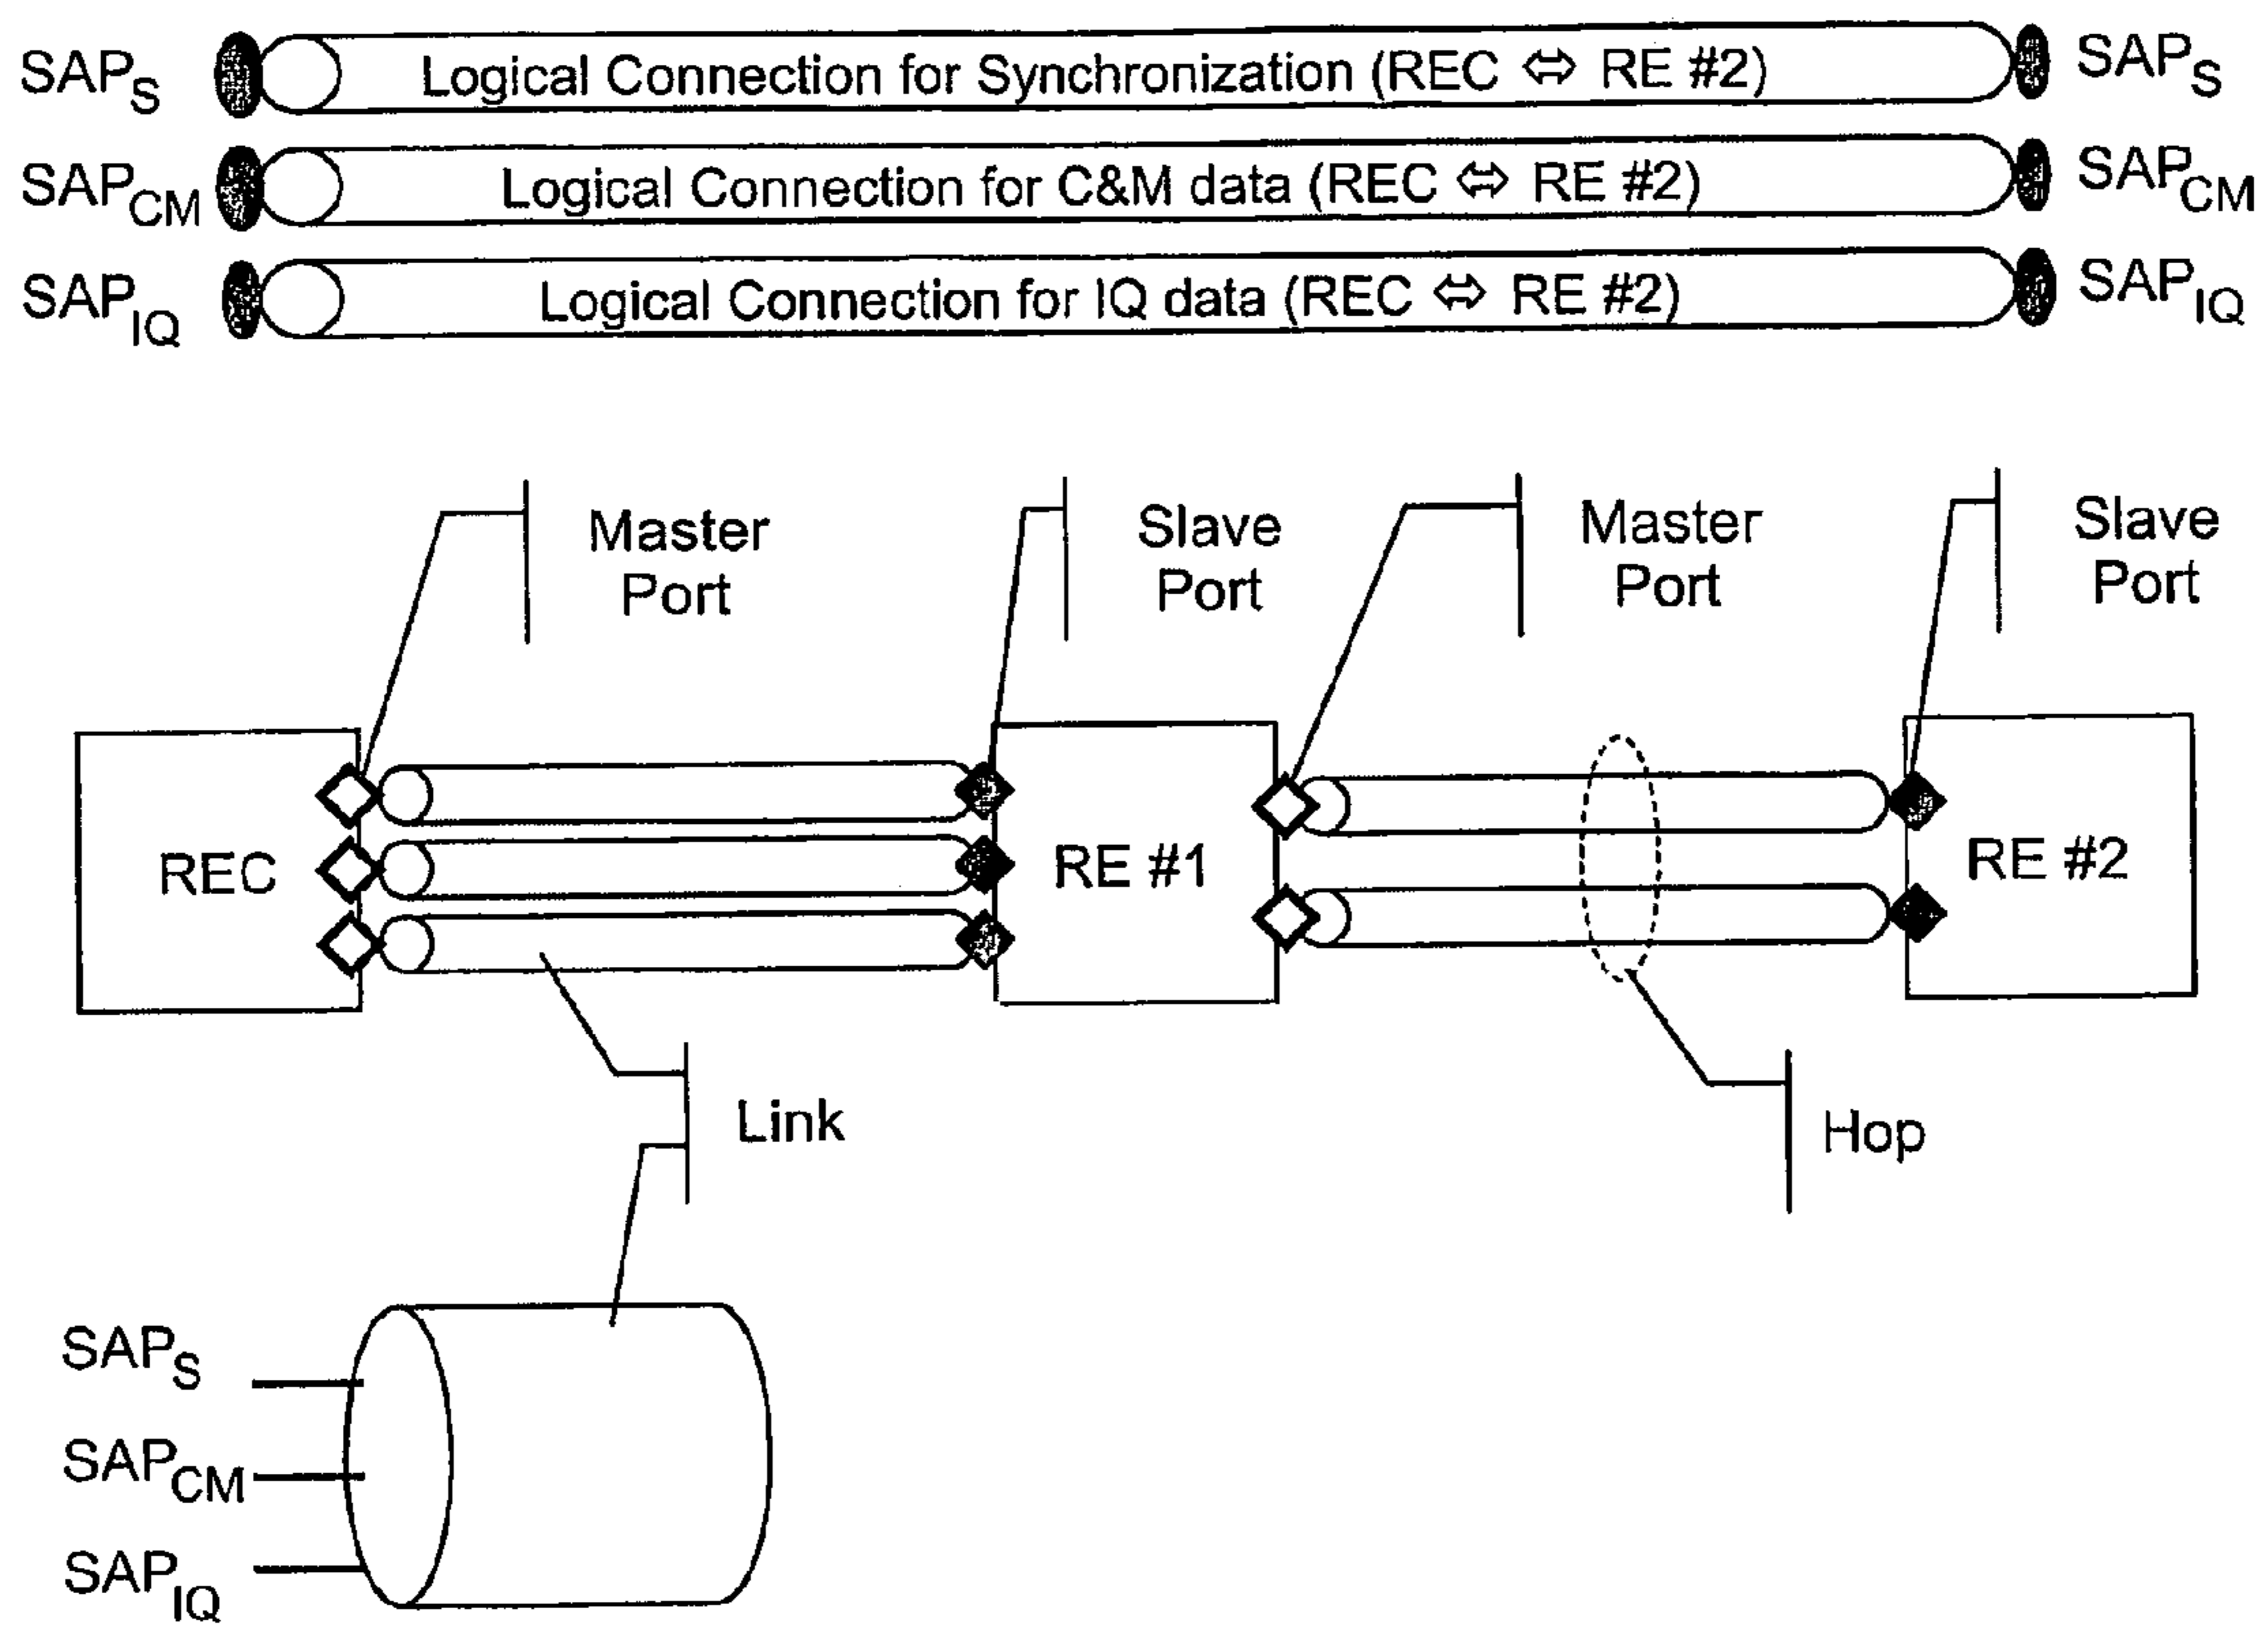 SAPS Logical Connection for Synchronization (REC ⇔ RE #2) SAPS
SAPCM Logical Connection for C&M data (REC ⇔ RE #2) SAPCM
SAPIQ Logical Connection for IQ data (REC ⇔ RE #2) SAPIQ
Master Slave Master Slave
Port Port Port Port
REC RE #1 RE #2
Link
Hop
SAPS
SAPCM
SAPIQ